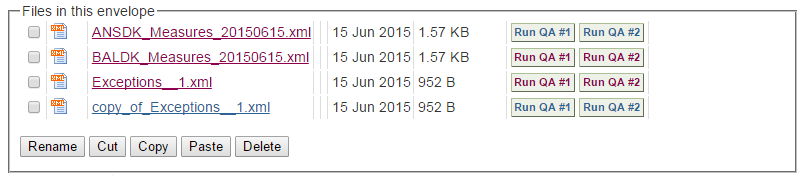 Files in this envelope
ANSDK_Measures_20150615.xml 15 Jun 2015 1.57 KB Run QA #1 Run QA #2
BALDK_Measures_20150615.xml 15 Jun 2015 1.57 KB Run QA #1 Run QA #2
Exceptions__1.xml 15 Jun 2015 952 B Run QA #1 Run QA #2
copy_of_Exceptions__1.xml 15 Jun 2015 952 B Run QA #1 Run QA #2
Rename Cut Copy Paste Delete